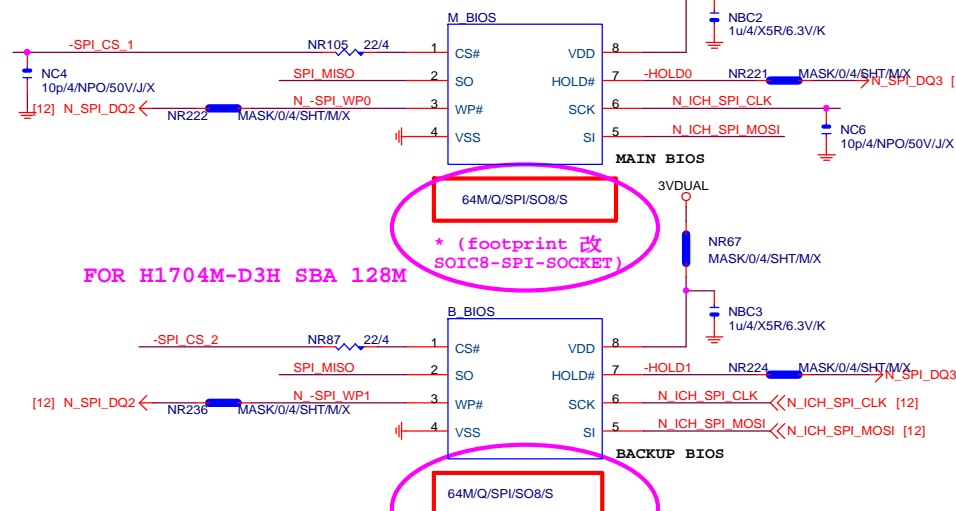 M_BIOS
NBC2
1u/4/X5R/6.3V/K
-SPI_CS_1
NR105 22/4
1 CS# VDD 8
NC4
10p/4/NPO/50V/J/X
SPI_MISO
2 SO HOLD# 7
-HOLD0
NR221
MASK/0/4/SHT/M/X
N_SPI_DQ3 [
[12] N_SPI_DQ2
N_-SPI_WP0
NR222
MASK/0/4/SHT/M/X
3 WP# SCK 6
N_ICH_SPI_CLK
NC6
10p/4/NPO/50V/J/X
4 VSS SI 5
N_ICH_SPI_MOSI
MAIN BIOS
64M/Q/SPI/SO8/S
3VDUAL
* (footprint 改
SOIC8-SPI-SOCKET)
NR67
MASK/0/4/SHT/M/X
FOR H1704M-D3H SBA 128M
B_BIOS
NBC3
1u/4/X5R/6.3V/K
-SPI_CS_2
NR87 22/4
1 CS# VDD 8
SPI_MISO
2 SO HOLD# 7
-HOLD1
NR224
MASK/0/4/SHT/M/X
N_SPI_DQ3
[12] N_SPI_DQ2
N_-SPI_WP1
NR236
MASK/0/4/SHT/M/X
3 WP# SCK 6
N_ICH_SPI_CLK
N_ICH_SPI_CLK [12]
4 VSS SI 5
N_ICH_SPI_MOSI
N_ICH_SPI_MOSI [12]
BACKUP BIOS
64M/Q/SPI/SO8/S